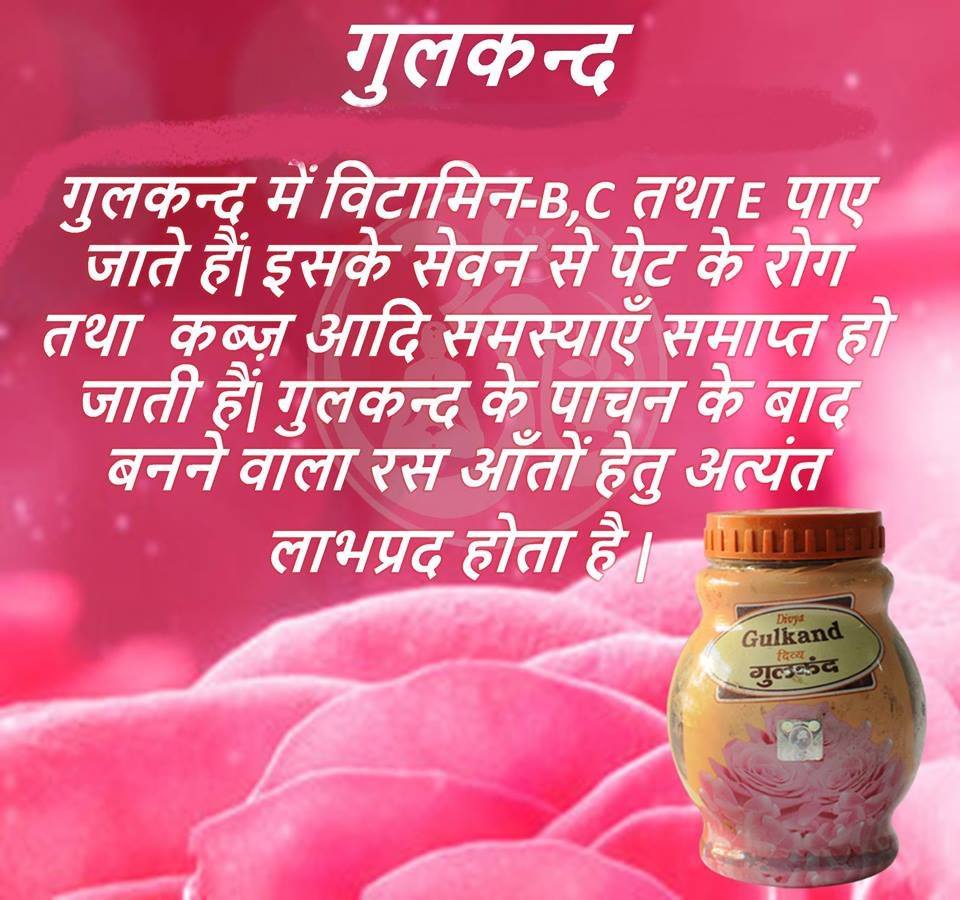 गुलकन्द
गुलकन्द में विटामिन-B,C तथा E पाए
जाते हैं| इसके सेवन से पेट के रोग
तथा कब्ज़ आदि समस्याएँ समाप्त हो
जाती हैं| गुलकन्द के पाचन के बाद
बनने वाला रस आँतों हेतु अत्यंत
लाभप्रद होता है |
Divya
Gulkand
दिव्य
गुलकंद